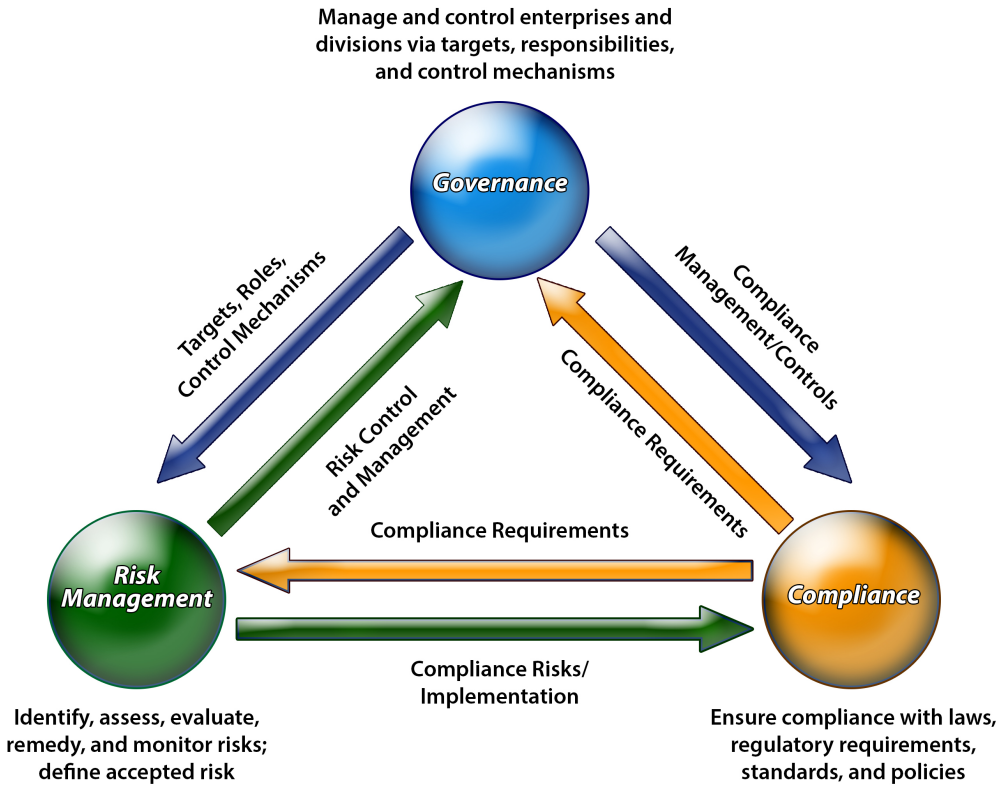 Manage and control enterprises and
divisions via targets, responsibilities,
and control mechanisms
Governance
Targets, Roles,
Control Mechanisms
Compliance
Management/Controls
Risk Control
and Management
Compliance Requirements
Compliance Requirements
Risk
Management
Compliance
Compliance Risks/
Implementation
Identify, assess, evaluate,
remedy, and monitor risks;
define accepted risk
Ensure compliance with laws,
regulatory requirements,
standards, and policies